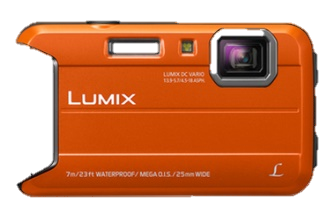 LUMIX DC VARIO
LUMIX
7m/23ft WATERPROOF/ MEGA O.I.S./ 25mm WIDE
L